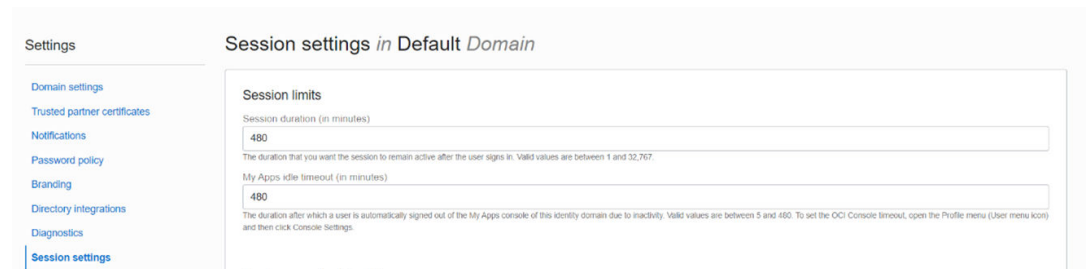 Settings
Domain settings
Trusted partner certificates
Notifications
Password policy
Branding
Directory integrations
Diagnostics
Session settings
Session settings in Default Domain
Session limits
Session duration (in minutes)
480
The duration that you want the session to remain active after the user signs in. Valid values are between 1 and 32,767.
My Apps idle timeout (in minutes)
480
The duration after which a user is automatically signed out of the My Apps console of this identity domain due to inactivity. Valid values are between 5 and 480. To set the OCI Console timeout, open the Profile menu (User menu icon)
and then click Console Settings.